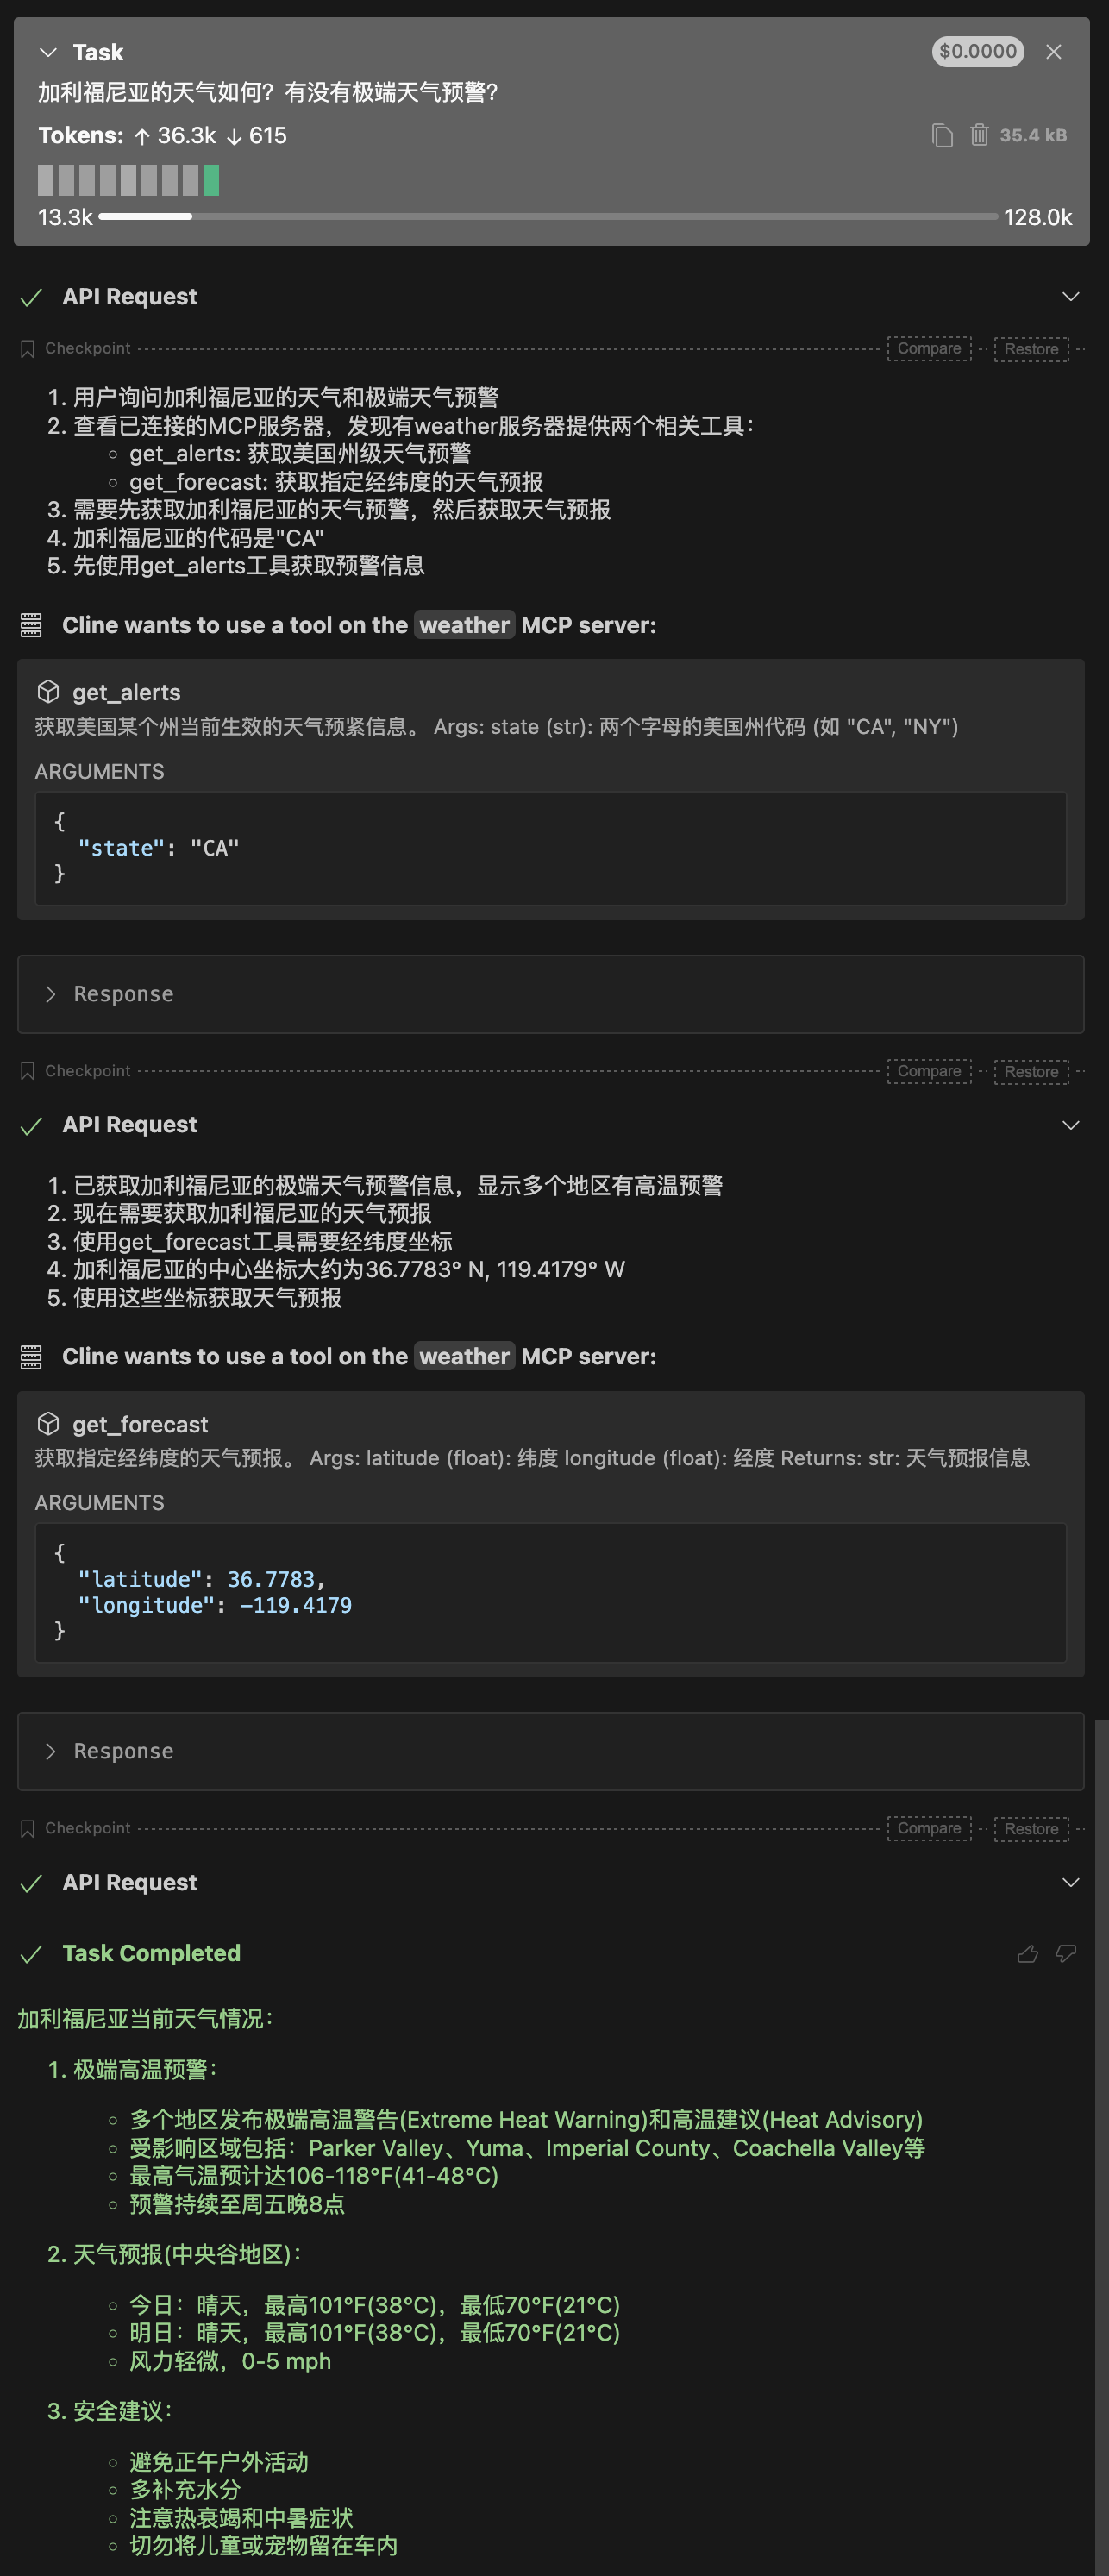 Task
$0.0000
加利福尼亚的天气如何？有没有极端天气预警？
Tokens: ↑ 36.3k ↓ 615
35.4 kB
13.3k
128.0k
API Request
Checkpoint
Compare
Restore
1. 用户询问加利福尼亚的天气和极端天气预警
2. 查看已连接的MCP服务器，发现有weather服务器提供两个相关工具：
get_alerts: 获取美国州级天气预警
get_forecast: 获取指定经纬度的天气预报
3. 需要先获取加利福尼亚的天气预警，然后获取天气预报
4. 加利福尼亚的代码是"CA"
5. 先使用get_alerts工具获取预警信息
Cline wants to use a tool on the weather MCP server:
get_alerts
获取美国某个州当前生效的天气预紧信息。 Args: state (str): 两个字母的美国州代码 (如 "CA", "NY")
ARGUMENTS
{
"state": "CA"
}
Response
Checkpoint
Compare
Restore
API Request
1. 已获取加利福尼亚的极端天气预警信息，显示多个地区有高温预警
2. 现在需要获取加利福尼亚的天气预报
3. 使用get_forecast工具需要经纬度坐标
4. 加利福尼亚的中心坐标大约为36.7783° N, 119.4179° W
5. 使用这些坐标获取天气预报
Cline wants to use a tool on the weather MCP server:
get_forecast
获取指定经纬度的天气预报。 Args: latitude (float): 纬度 longitude (float): 经度 Returns: str: 天气预报信息
ARGUMENTS
{
"latitude": 36.7783,
"longitude": -119.4179
}
Response
Checkpoint
Compare
Restore
API Request
Task Completed
加利福尼亚当前天气情况：
1. 极端高温预警：
多个地区发布极端高温警告(Extreme Heat Warning)和高温建议(Heat Advisory)
受影响区域包括：Parker Valley、Yuma、Imperial County、Coachella Valley等
最高气温预计达106-118°F(41-48°C)
预警持续至周五晚8点
2. 天气预报(中央谷地区)：
今日：晴天，最高101°F(38°C)，最低70°F(21°C)
明日：晴天，最高101°F(38°C)，最低70°F(21°C)
风力轻微，0-5 mph
3. 安全建议：
避免正午户外活动
多补充水分
注意热衰竭和中暑症状
切勿将儿童或宠物留在车内